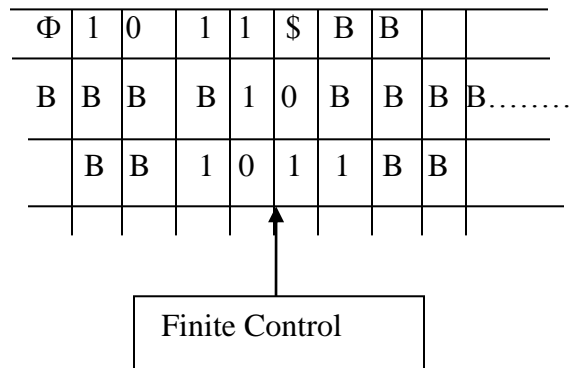 Φ 1 0 1 1 $ B B
B B B B 1 0 B B B B........
B B 1 0 1 1 B B
Finite Control